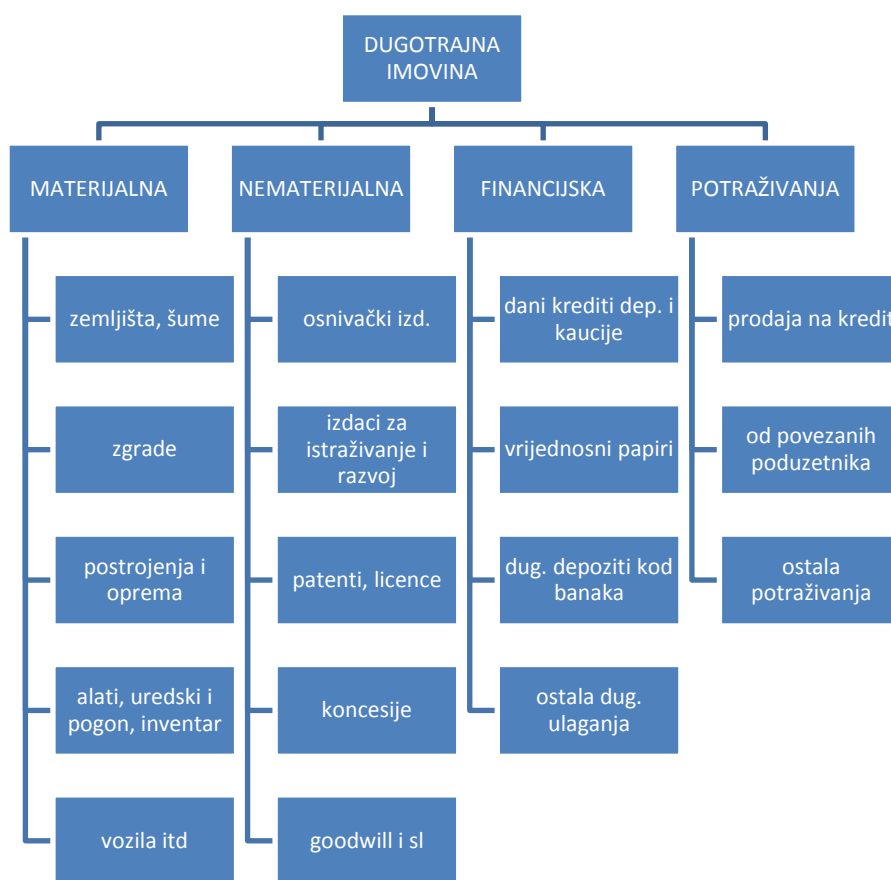 DUGOTRAJNA
IMOVINA
MATERIJALNA
zemljišta, šume
zgrade
postrojenja i
oprema
alati, uredski i
pogon, inventar
vozila itd
NEMATERIJALNA
osnivački izd.
izdaci za
istraživanje i
razvoj
patenti, licence
koncesije
goodwill i sl
FINANCIJSKA
dani krediti dep. i
kaucije
vrijednosni papiri
dug. depoziti kod
banaka
ostala dug.
ulaganja
POTRAŽIVANJA
prodaja na kredit
od povezanih
poduzetnika
ostala
potraživanja